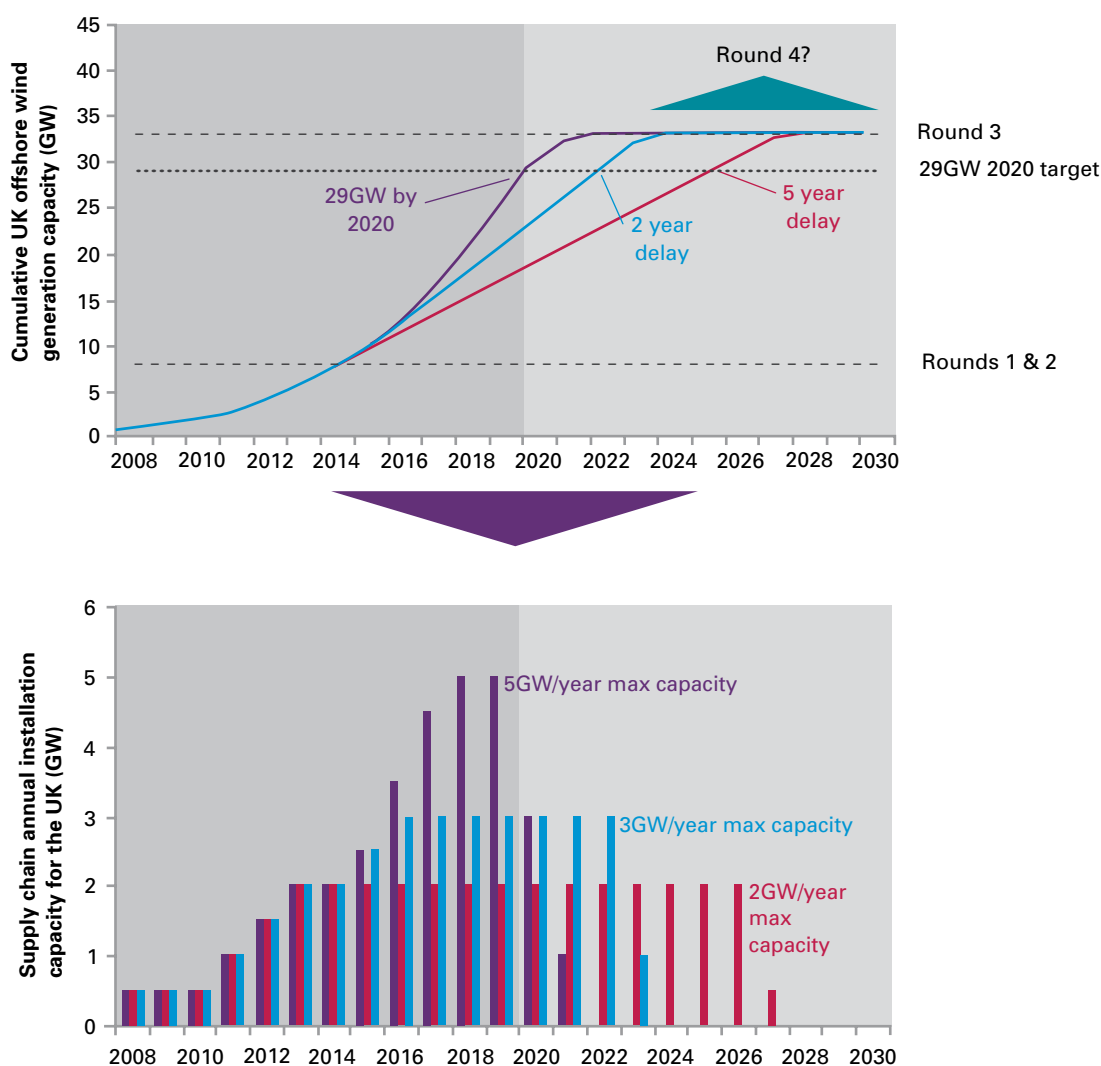 Cumulative UK offshore wind
generation capacity (GW)
45
40
35
30
25
20
15
10
5
0
Round 4?
Round 3
29GW 2020 target
29GW by
2020
2 year
delay
5 year
delay
Rounds 1 & 2
2008 2010 2012 2014 2016 2018 2020 2022 2024 2026 2028 2030
Supply chain annual installation
capacity for the UK (GW)
6
5
4
3
2
1
0
5GW/year max capacity
3GW/year max capacity
2GW/year
max
capacity
2008 2010 2012 2014 2016 2018 2020 2022 2024 2026 2028 2030